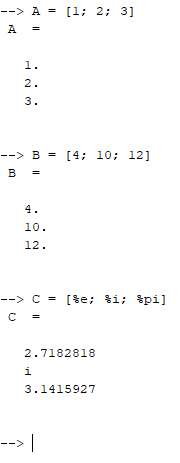 --> A = [1; 2; 3]
A =
1.
2.
3.
--> B = [4; 10; 12]
B =
4.
10.
12.
--> C = [%e; %i; %pi]
C =
2.7182818
i
3.1415927
-->